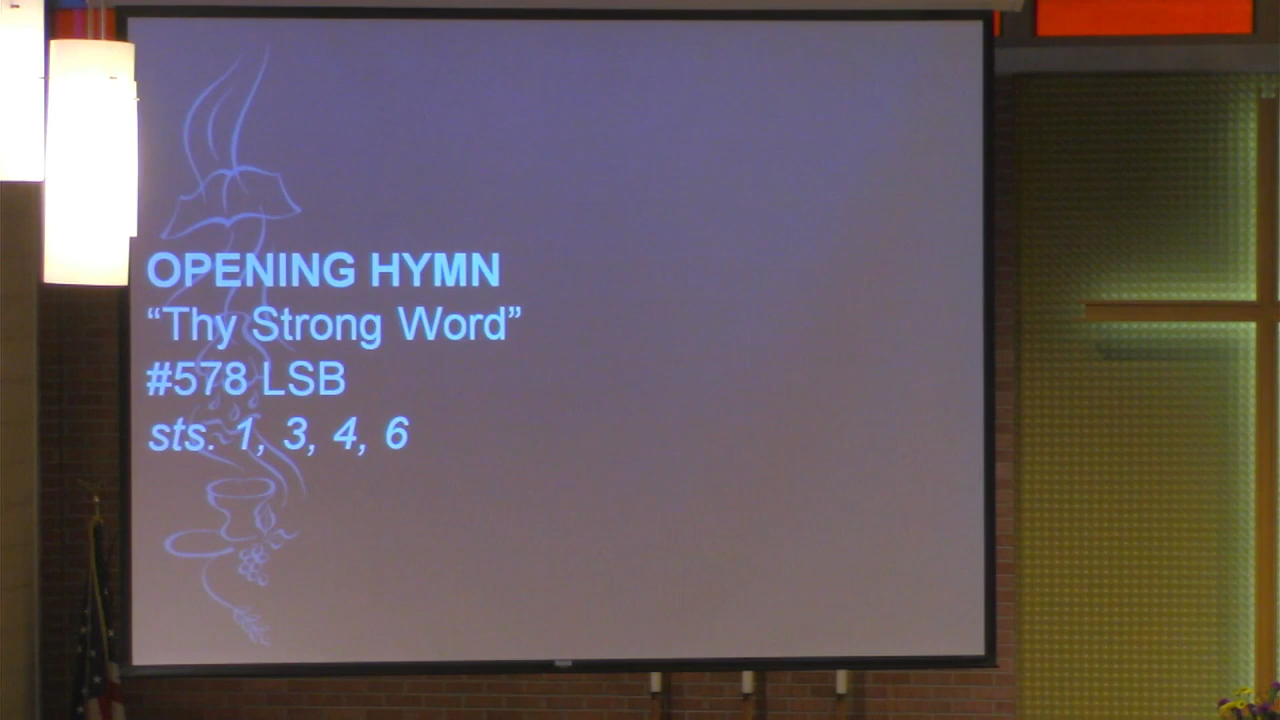 OPENING HYMN
“Thy Strong Word”
#578 LSB
sts. 1, 3, 4, 6